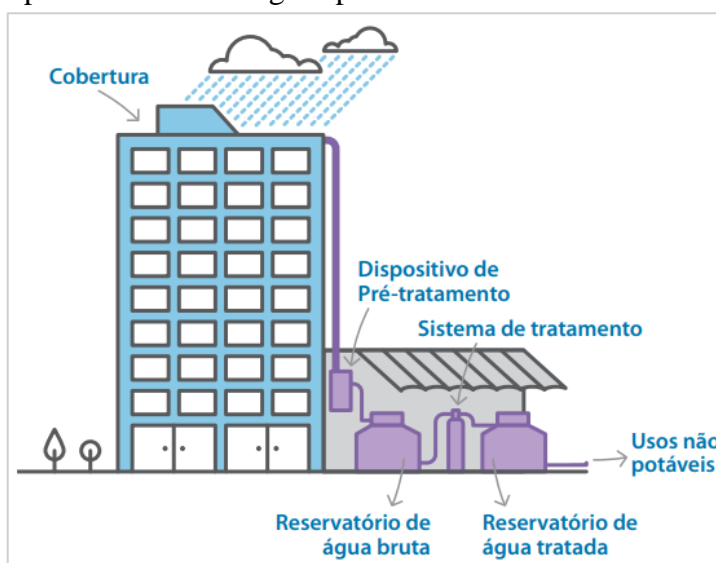 Cobertura
Dispositivo de
Pré-tratamento
Sistema de tratamento
Usos não
potáveis
Reservatório de
água bruta
Reservatório de
água tratada